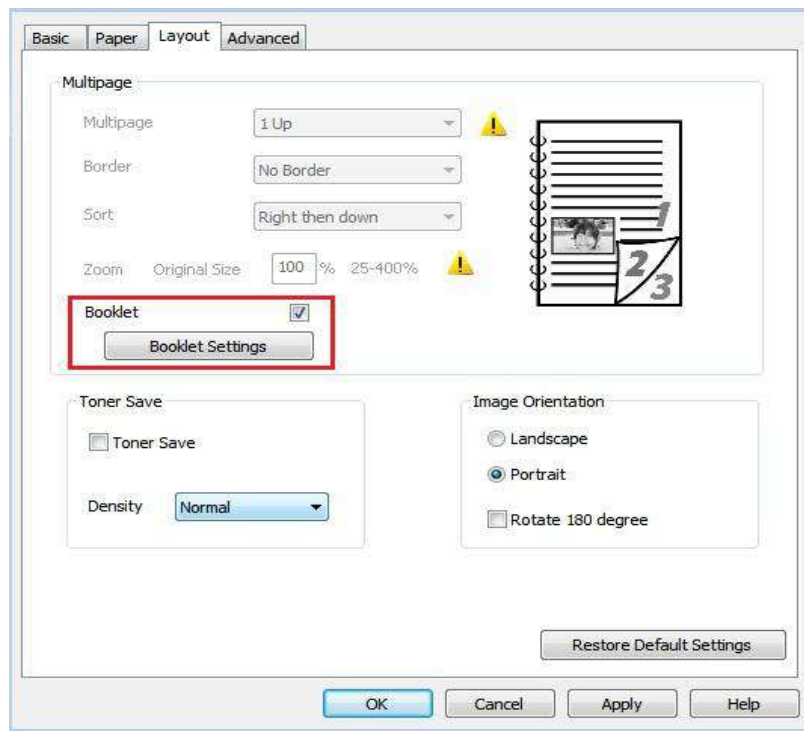 Basic Paper Layout Advanced
Multipage
Multipage 1 Up
Border No Border
Sort Right then down
Zoom Original Size 100 % 25-400%
Booklet
Booklet Settings
1
2
3
Toner Save
Toner Save
Density Normal
Image Orientation
Landscape
Portrait
Rotate 180 degree
Restore Default Settings
OK Cancel Apply Help